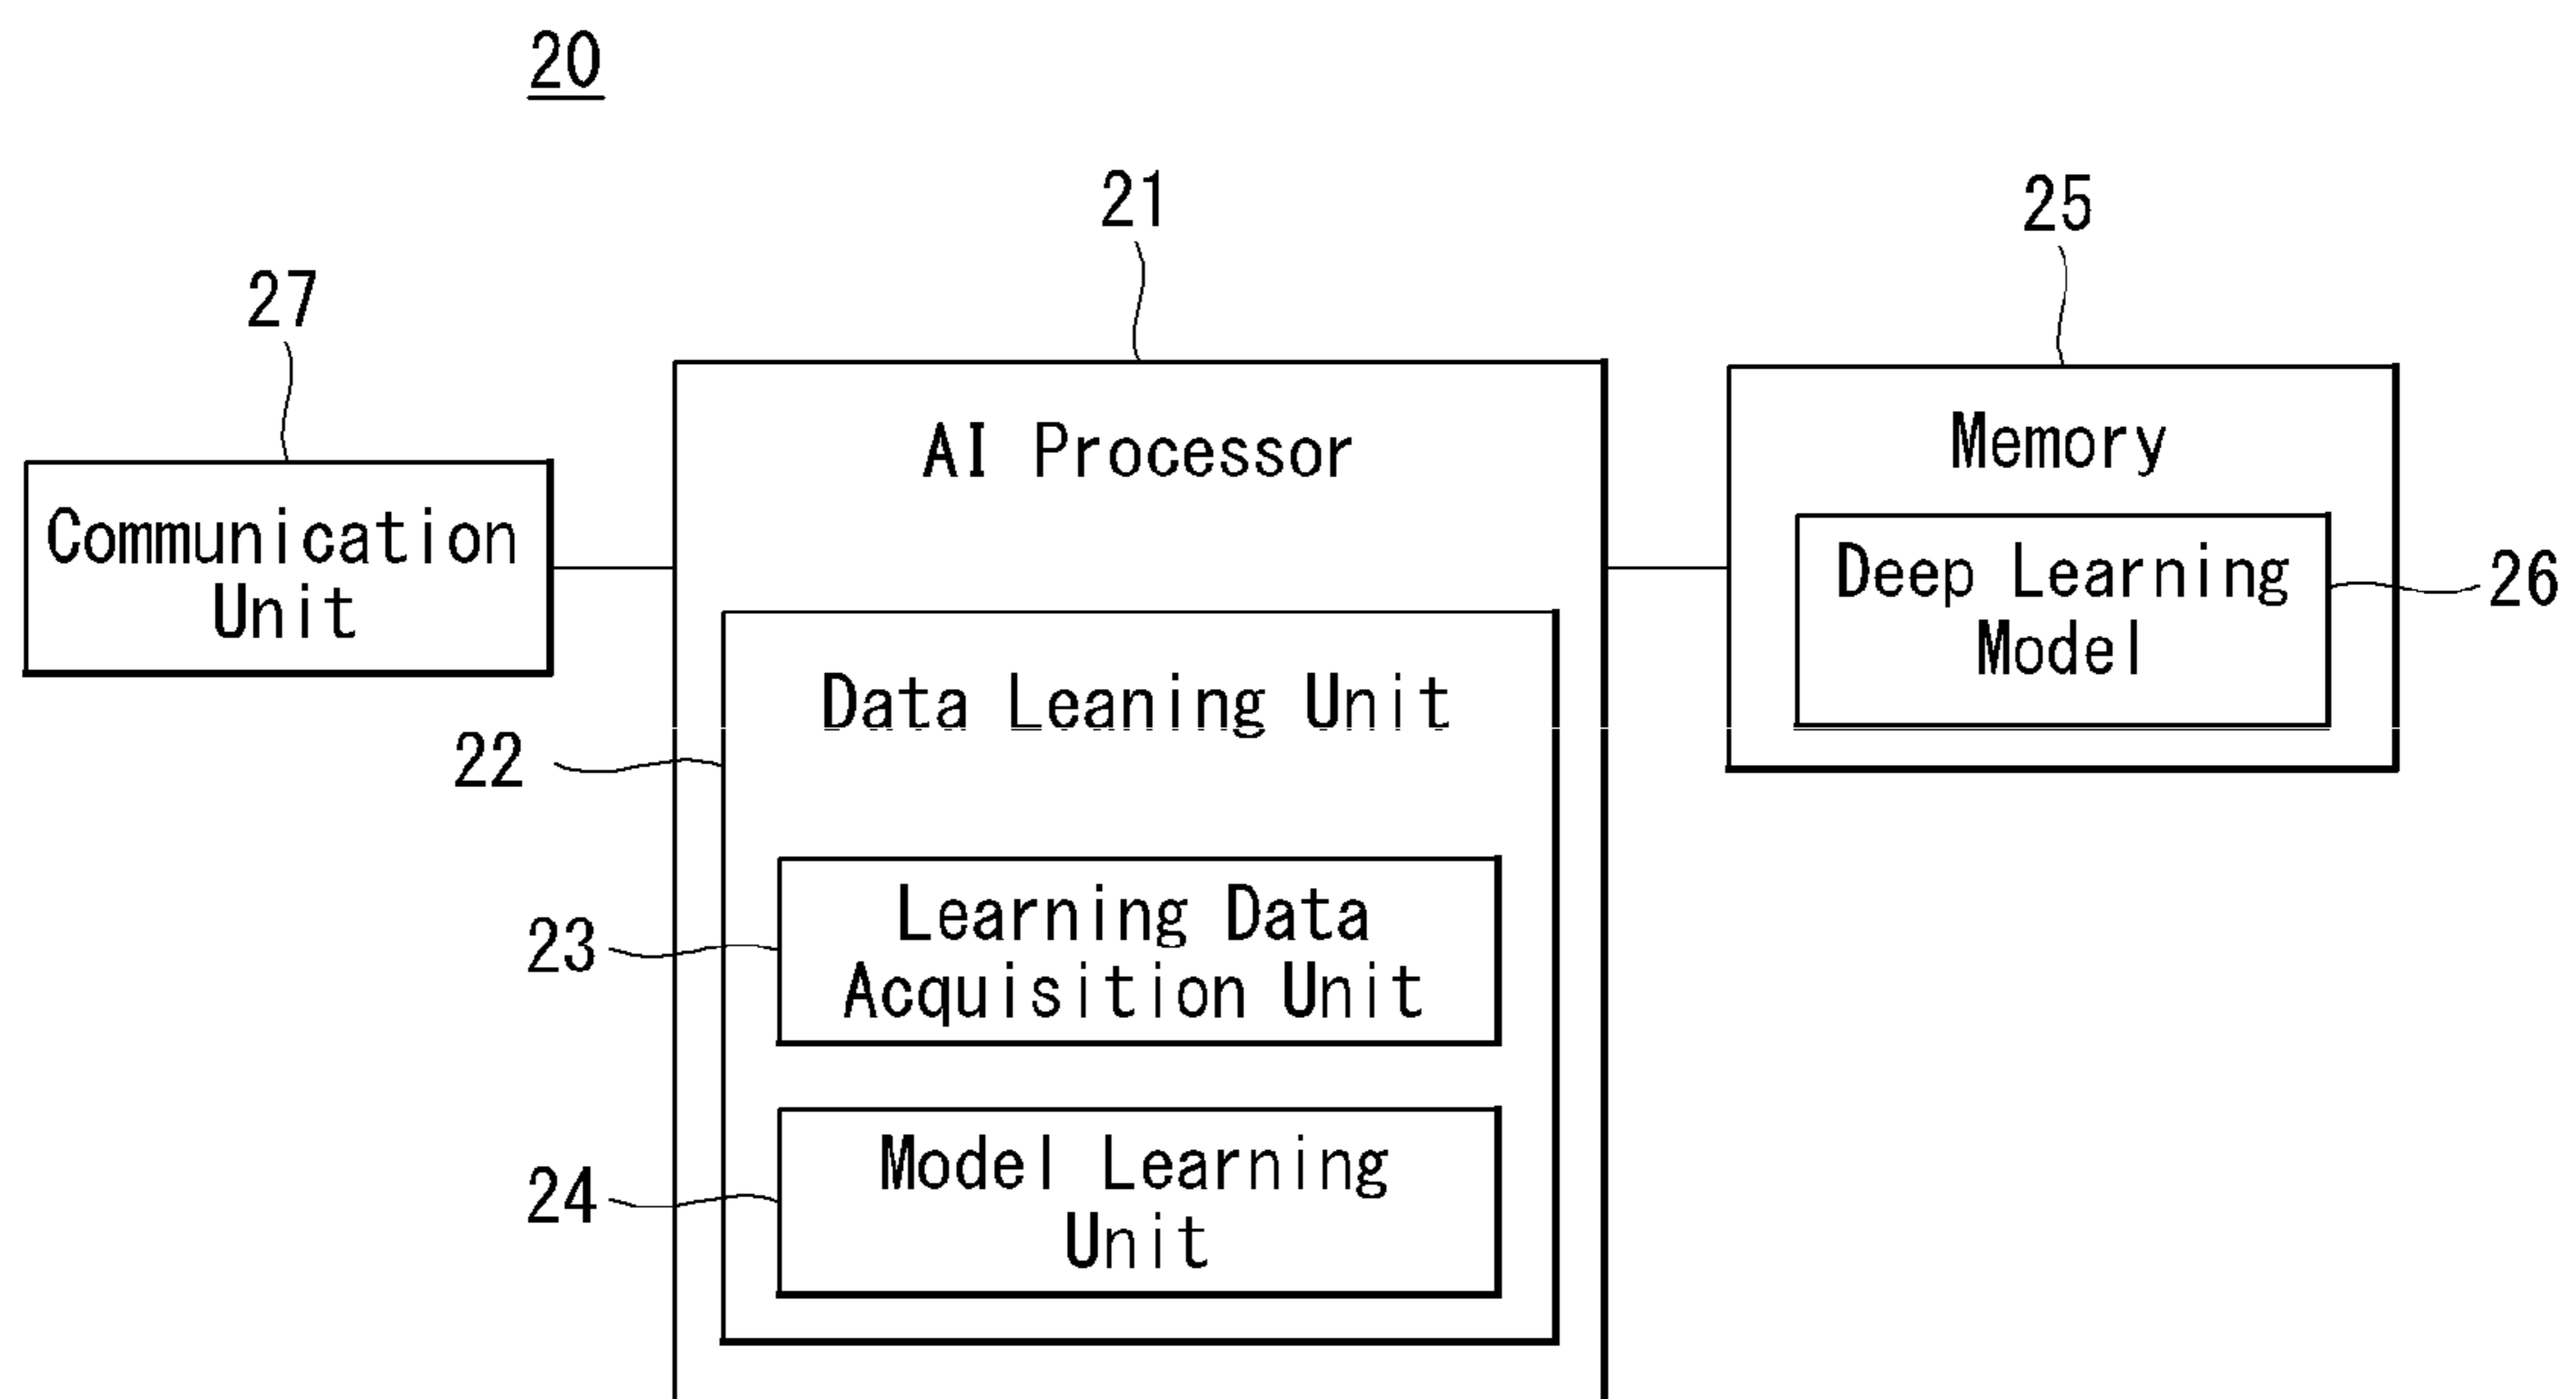 20
21
25
27
AI Processor
Memory
Communication
Unit
Deep Learning
Model
26
Data Leaning Unit
22
Learning Data
Acquisition Unit
23
Model Learning
Unit
24